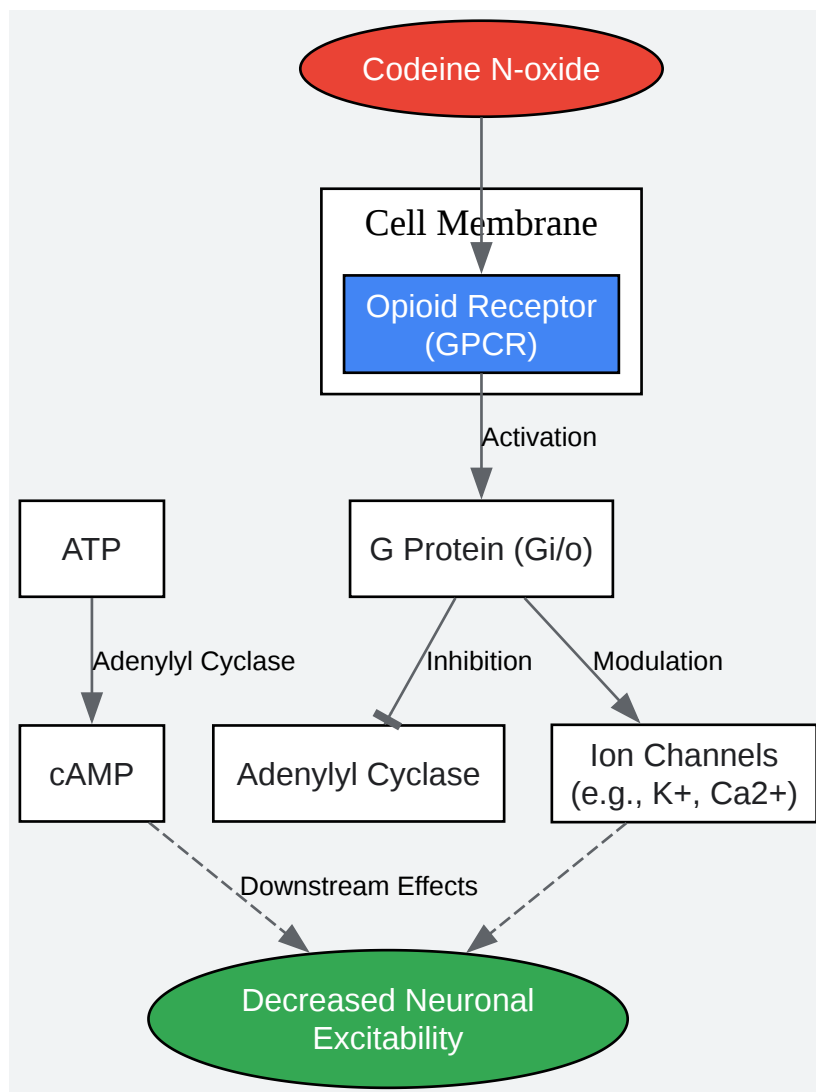 Codeine N-oxide
Cell Membrane
Opioid Receptor
(GPCR)
Activation
ATP
G Protein (Gi/o)
Adenylyl Cyclase
Inhibition
Modulation
cAMP
Adenylyl Cyclase
Ion Channels
(e.g., K+, Ca2+)
Downstream Effects
Decreased Neuronal
Excitability